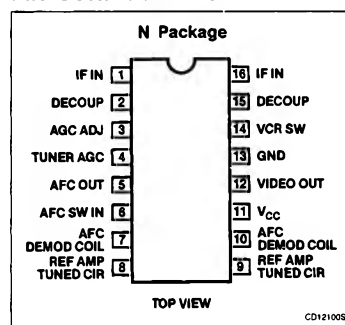 N Package
IF IN 1
16 IF IN
DECOUP 2
15 DECOUP
AGC ADJ 3
14 VCR SW
TUNER AGC 4
13 GND
AFC OUT 5
12 VIDEO OUT
AFC SW IN 6
11 VCC
AFC
DEMOD COIL 7
10 AFC
DEMOD COIL
REF AMP
TUNED CIR 8
9 REF AMP
TUNED CIR
TOP VIEW
CD12100S